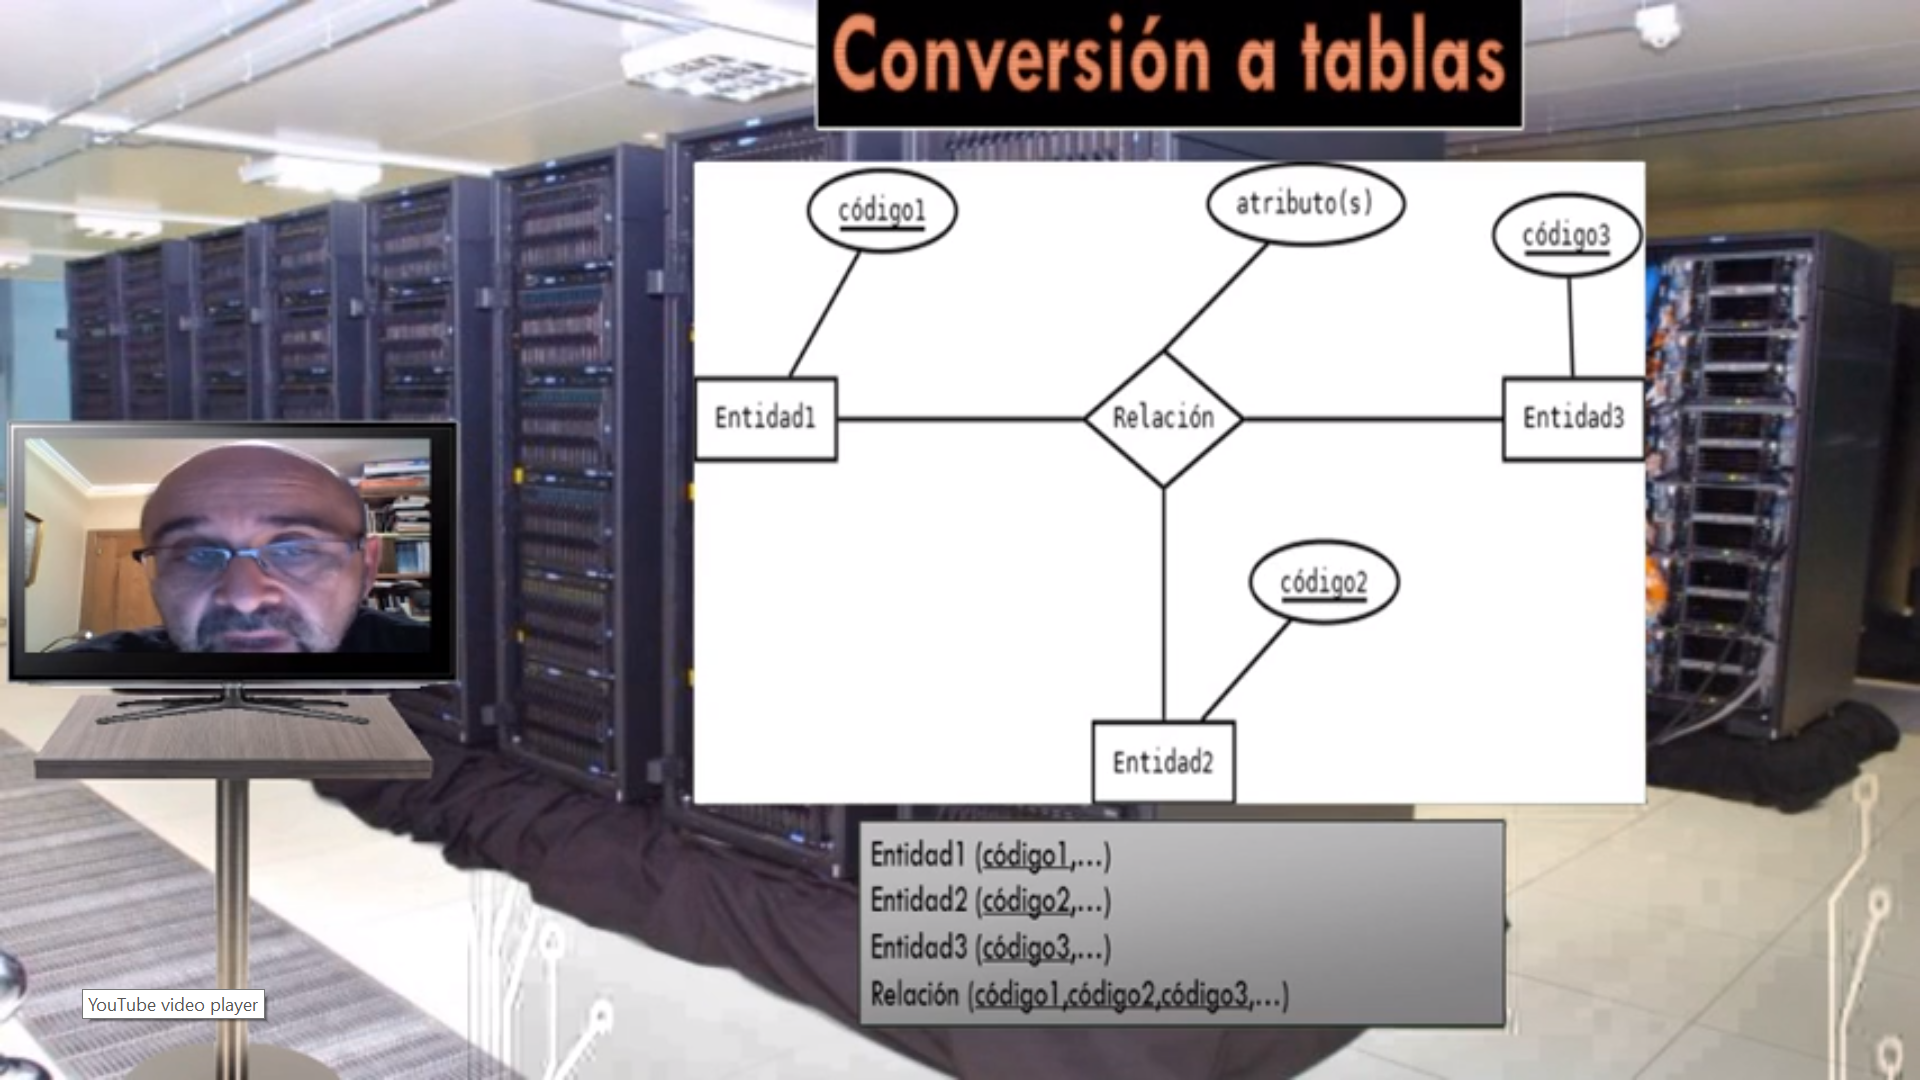 Conversión a tablas
código1
atributo(s)
código3
Entidad1
Relación
Entidad3
código2
Entidad2
Entidad1 (código1,...)
Entidad2 (código2,...)
Entidad3 (código3,...)
Relación (código1,código2,código3,...)
YouTube video player